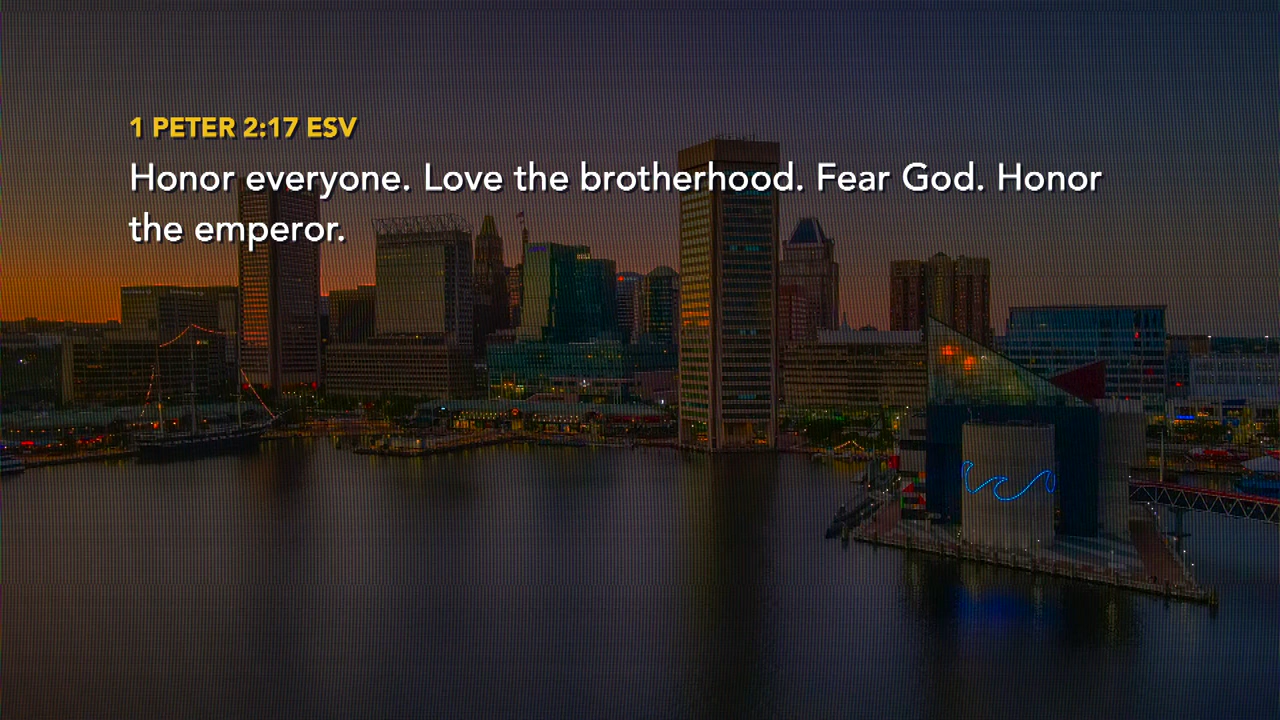 1 PETER 2:17 ESV
Honor everyone. Love the brotherhood. Fear God. Honor
the emperor.